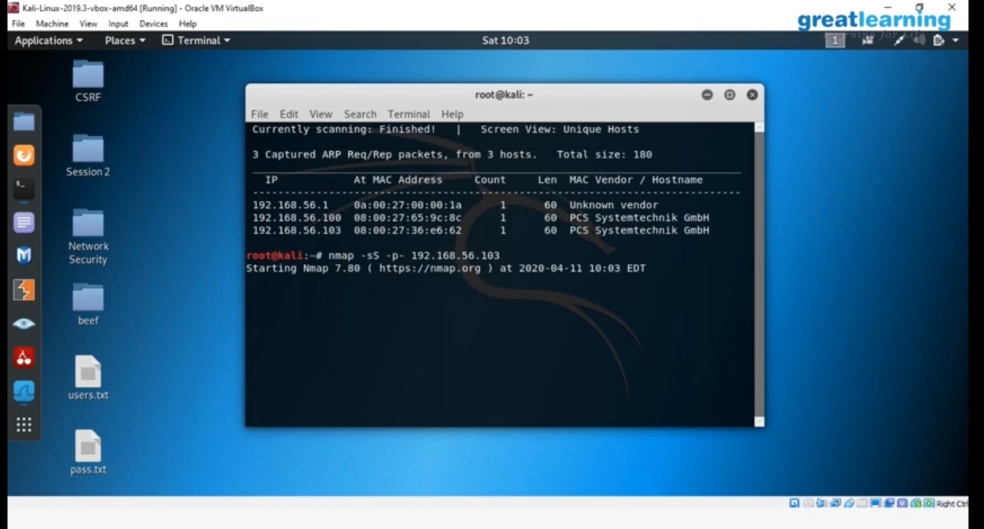 Kali-Linux-2019.3-vbox-amd64 [Running] - Oracle VM VirtualBox
File Machine View Input Devices Help
greatlearning
Applications Places Terminal Sat 10:03 1
CSRF
Session 2
Network
Security
beef
users.txt
pass.txt
root@kali: ~
File Edit View Search Terminal Help
Currently scanning: Finished! | Screen View: Unique Hosts
3 Captured ARP Req/Rep packets, from 3 hosts. Total size: 180
IP At MAC Address Count Len MAC Vendor / Hostname
192.168.56.1 0a:00:27:00:00:1a 1 60 Unknown vendor
192.168.56.100 08:00:27:65:9c:8c 1 60 PCS Systemtechnik GmbH
192.168.56.103 08:00:27:36:e6:62 1 60 PCS Systemtechnik GmbH
root@kali:~# nmap -sS -p- 192.168.56.103
Starting Nmap 7.80 ( https://nmap.org ) at 2020-04-11 10:03 EDT
Right Ctrl